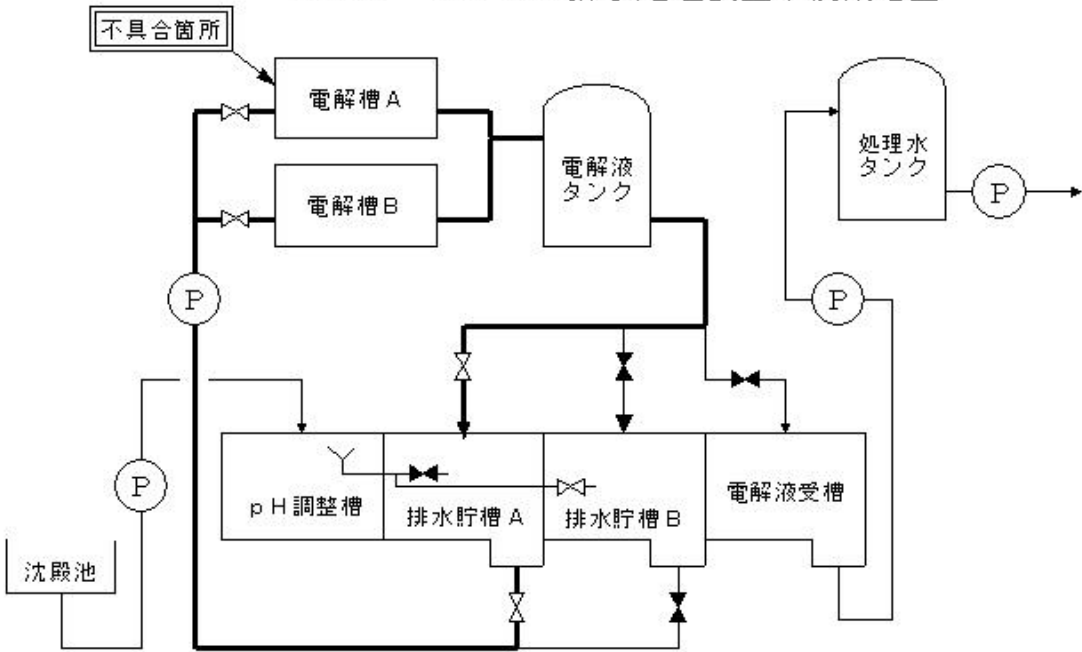 不具合箇所
電解槽A
電解槽B
電解液
タンク
処理水
タンク
P
P
P
P
pH調整槽
排水貯槽A
排水貯槽B
電解液受槽
沈殿池